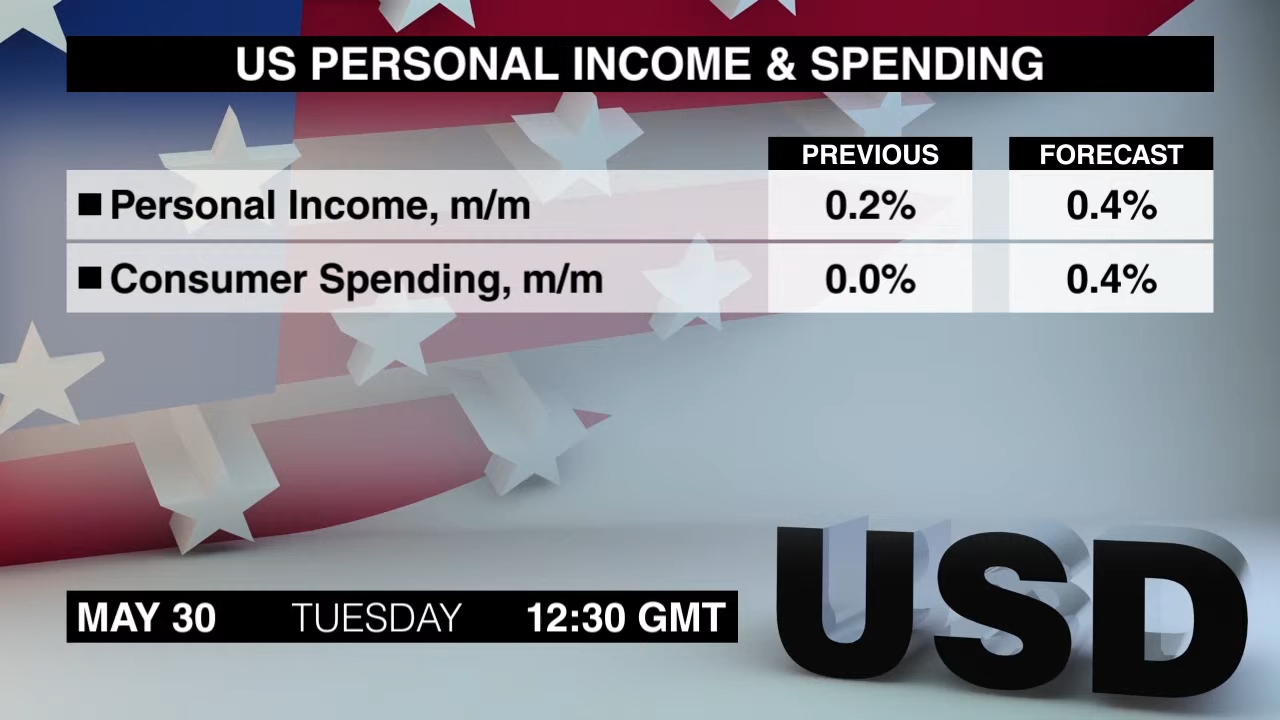 US PERSONAL INCOME & SPENDING
PREVIOUS FORECAST
Personal Income, m/m 0.2% 0.4%
Consumer Spending, m/m 0.0% 0.4%
MAY 30 TUESDAY 12:30 GMT
USD